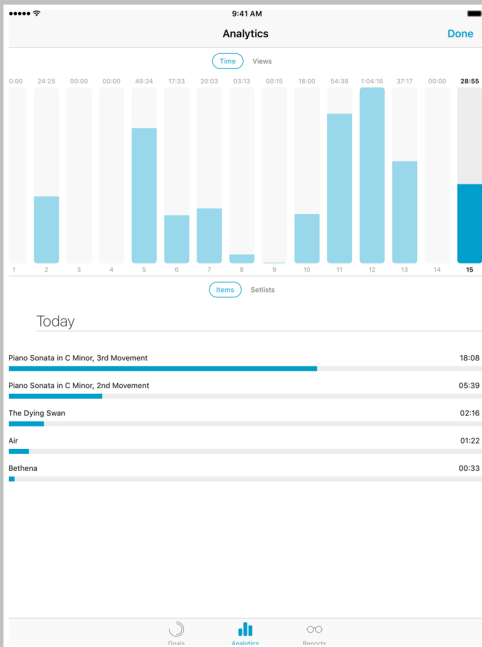 9:41 AM
Analytics Done
Time Views
0:00 24:25 00:00 00:00 49:24 17:33 20:03 03:13 00:15 18:00 54:38 1:04:16 37:17 00:00 28:55
1 2 3 4 5 6 7 8 9 10 11 12 13 14 15
Items Setlists
Today
Piano Sonata in C Minor, 3rd Movement 18:08
Piano Sonata in C Minor, 2nd Movement 05:39
The Dying Swan 02:16
Air 01:22
Bethena 00:33
Goals Analytics Reports